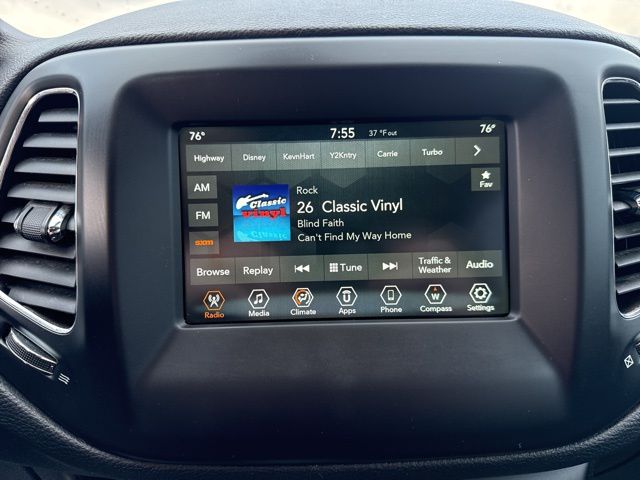 76° 7:55 37 °F out 76°
Highway Disney KevnHart Y2Kntry Carrie Turbo
AM
FM
sxm
Classic
vinyl
Rock
26 Classic Vinyl
Blind Faith
Can't Find My Way Home
Fav
Browse Replay Tune Traffic & Weather Audio
Radio Media Climate Apps Phone Compass Settings
W